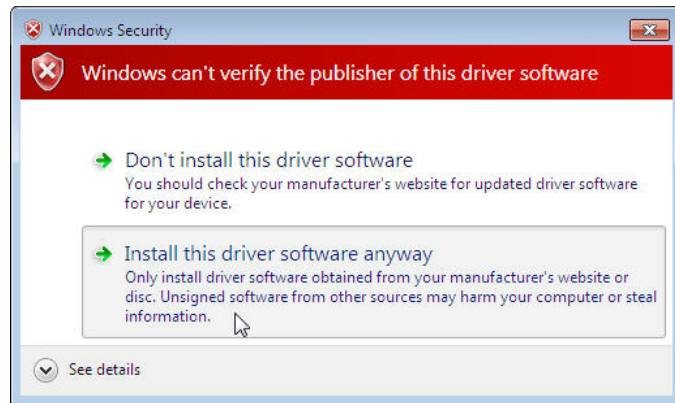 Windows Security
Windows can't verify the publisher of this driver software
Don't install this driver software
You should check your manufacturer's website for updated driver software
for your device.
Install this driver software anyway
Only install driver software obtained from your manufacturer's website or
disc. Unsigned software from other sources may harm your computer or steal
information.
See details